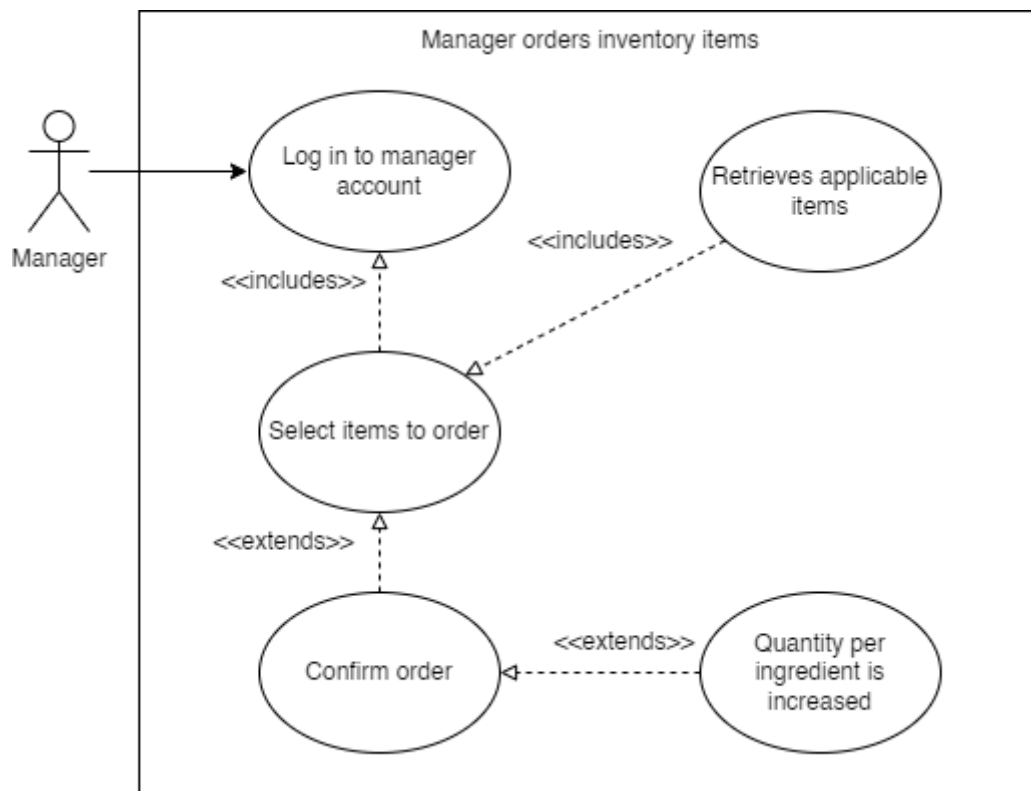 Manager orders inventory items
Log in to manager
account
Retrieves applicable
items
Manager
<<includes>>
<<includes>>
Select items to order
<<extends>>
Confirm order
<<extends>>
Quantity per
ingredient is
increased